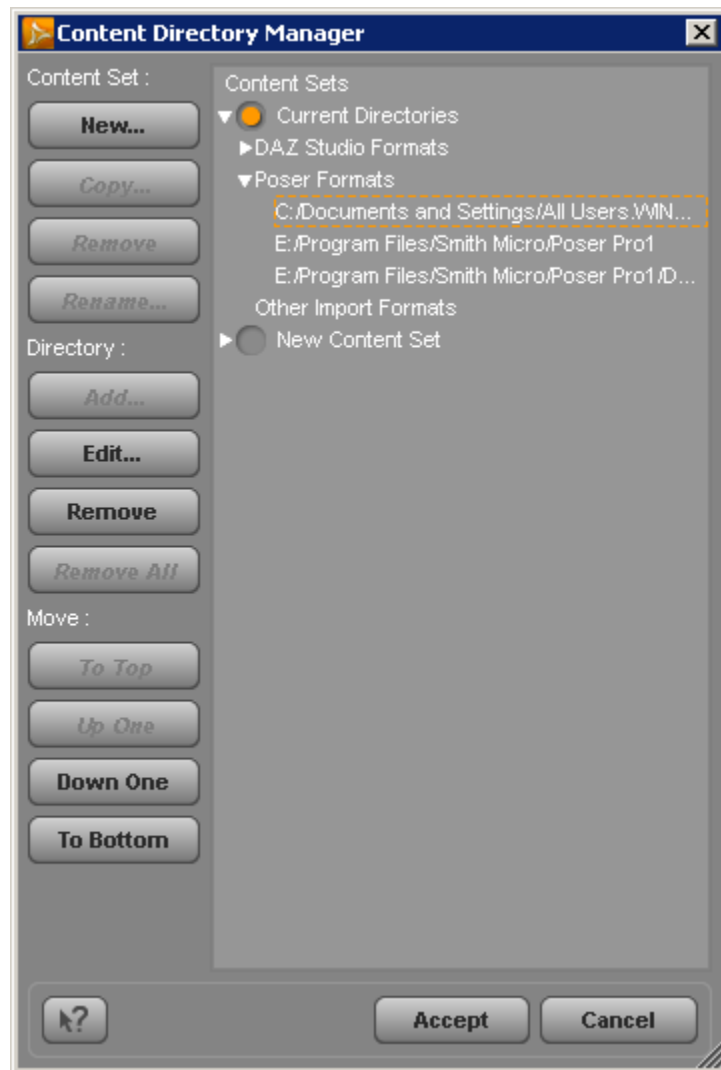 Content Directory Manager
Content Set :
New...
Copy...
Remove
Rename...
Directory :
Add...
Edit...
Remove
Remove All
Move :
To Top
Up One
Down One
To Bottom
Content Sets
Current Directories
DAZ Studio Formats
Poser Formats
C:/Documents and Settings/All Users.WIN...
E:/Program Files/Smith Micro/Poser Pro1
E:/Program Files/Smith Micro/Poser Pro1/D...
Other Import Formats
New Content Set
?
Accept
Cancel